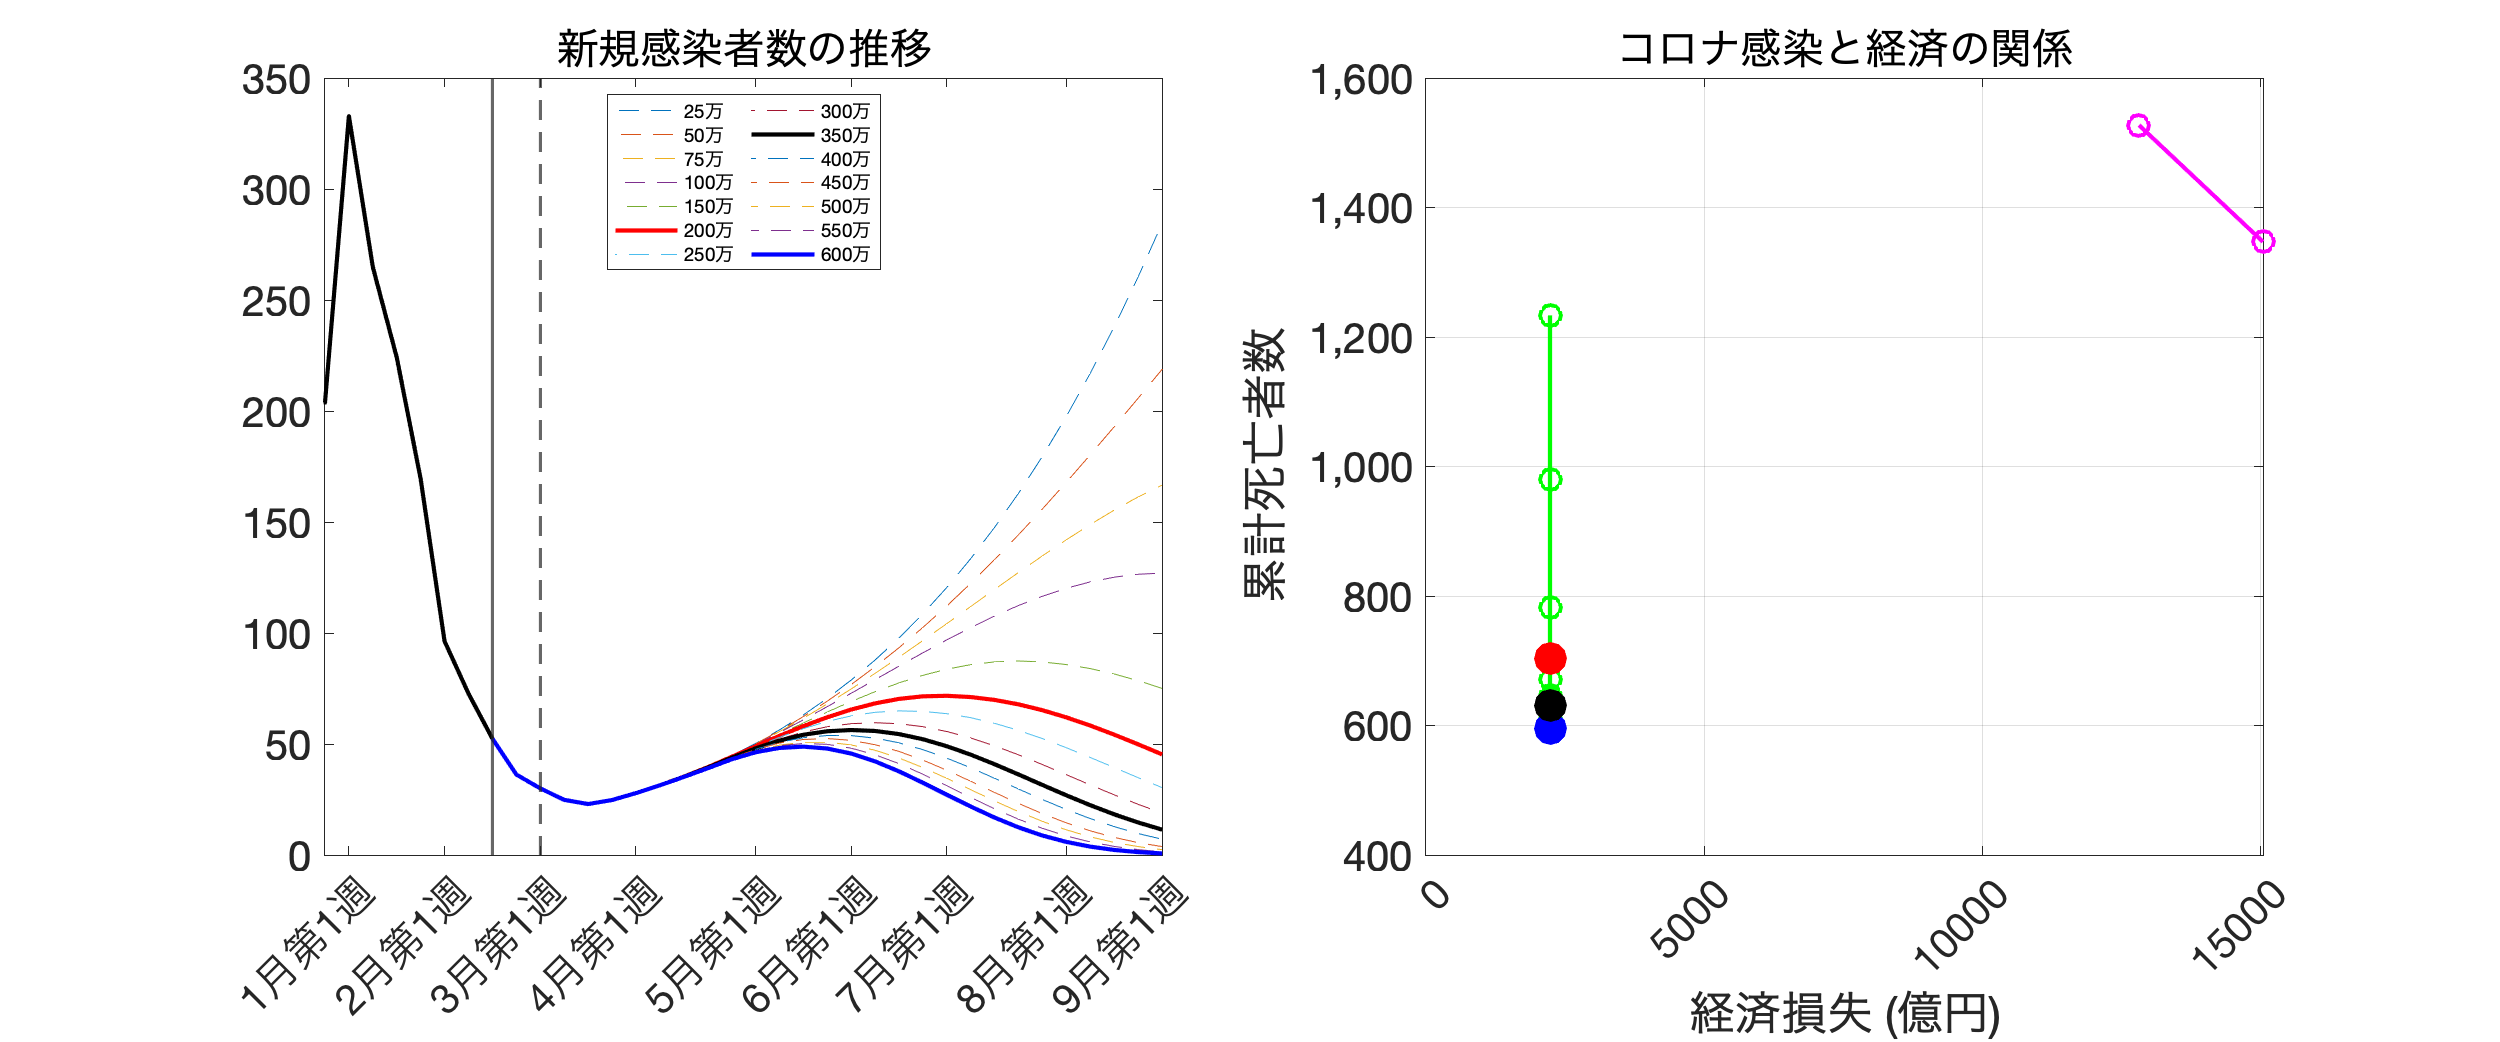 新規感染者数の推移
350
300
250
200
150
100
50
0
25万
50万
75万
100万
150万
200万
250万
300万
350万
400万
450万
500万
550万
600万
1月第1週
2月第1週
3月第1週
4月第1週
5月第1週
6月第1週
7月第1週
8月第1週
9月第1週
コロナ感染と経済の関係
累計死亡者数
1,600
1,400
1,200
1,000
800
600
400
0
5000
10000
15000
経済損失 (億円)